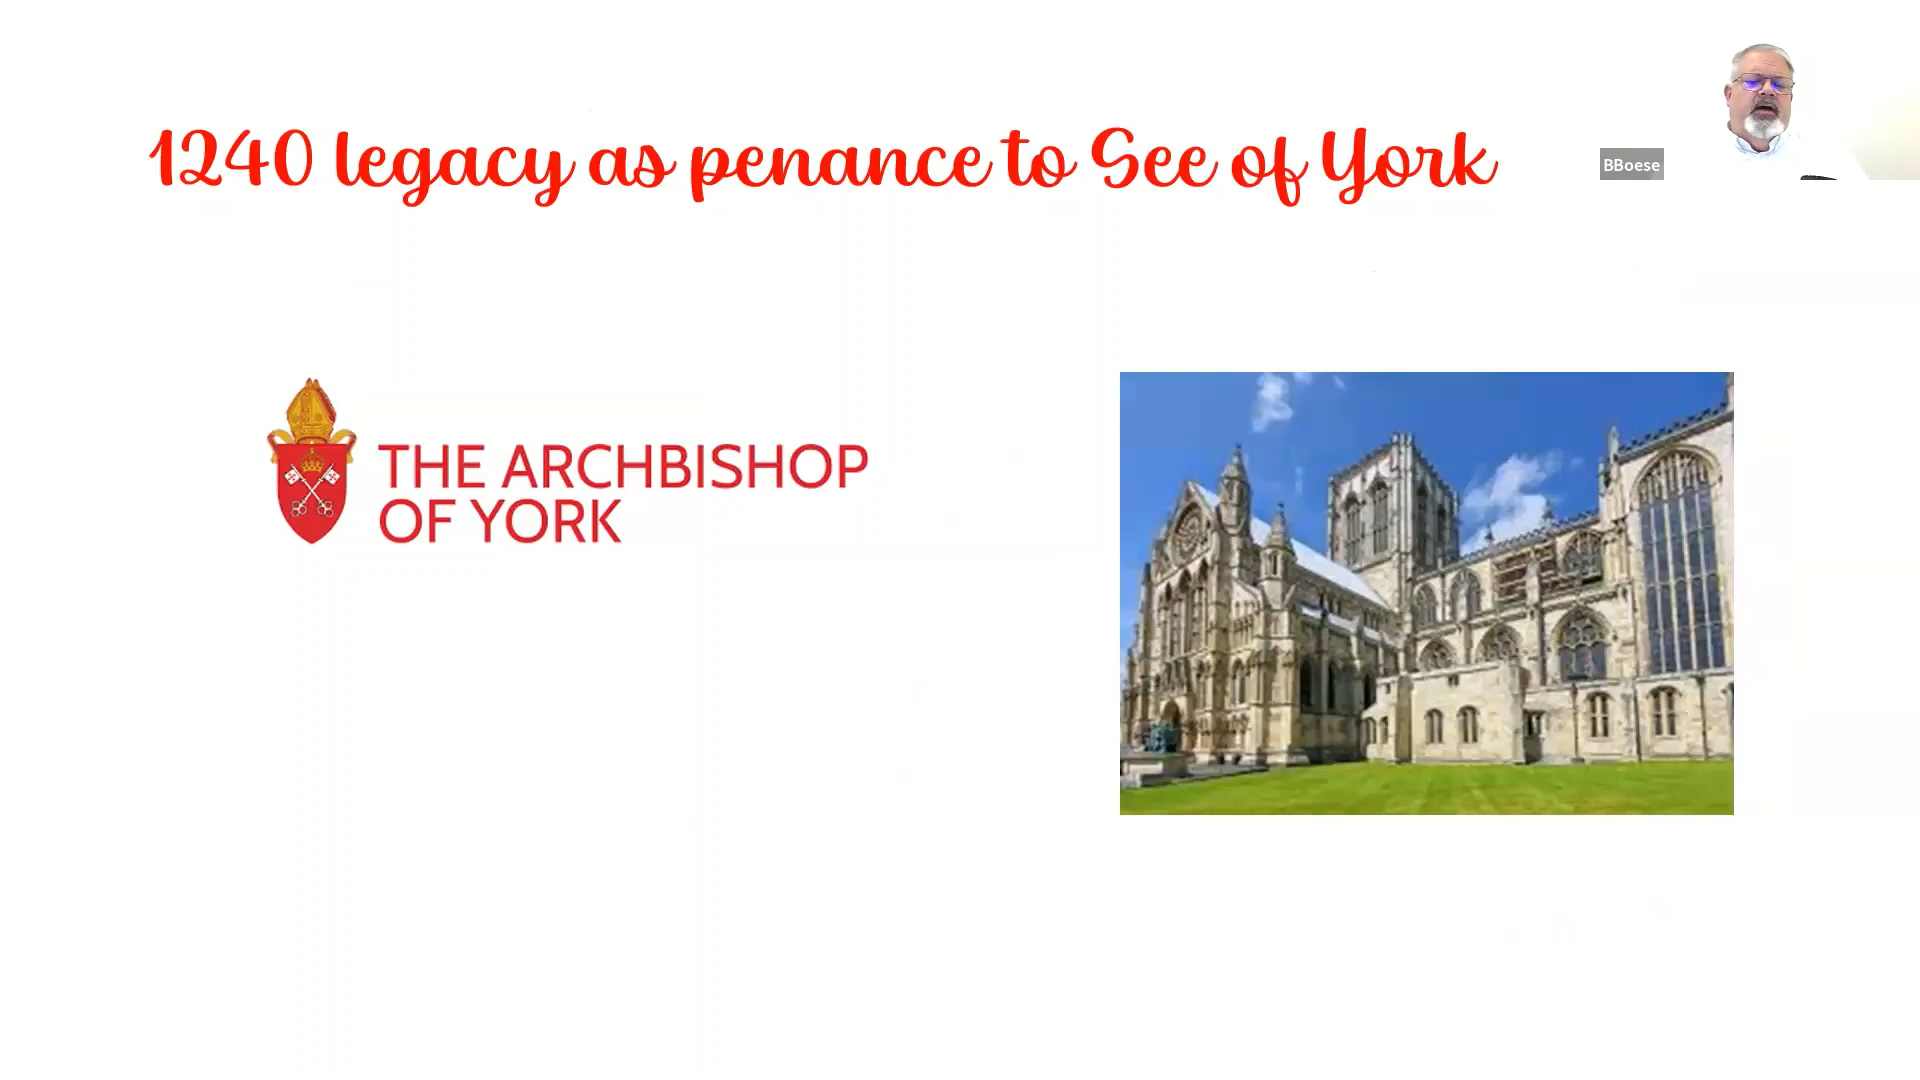 1240 legacy as penance to See of York
BBoese
THE ARCHBISHOP
OF YORK